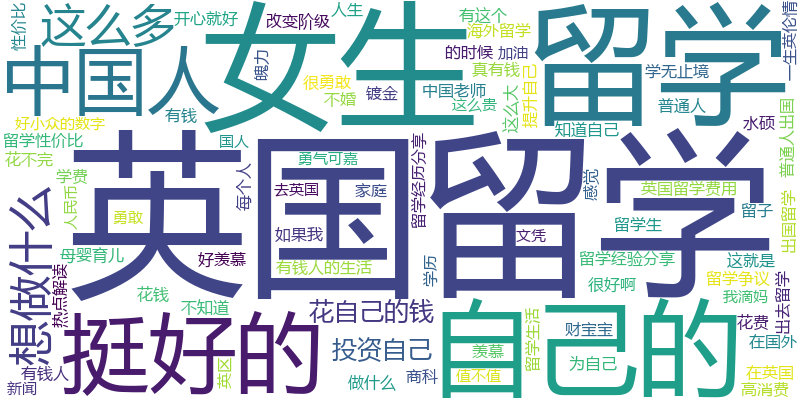 性价比
这么多
开心就好
改变阶级
人生
有这个
海外留学
一生英伦情
女生
留学
魄力
的时候
加油
中国人
很勇敢
不婚
镀金
真有钱
中国老师
这么贵
这么大
提升自己
学无止境
普通人
有钱
好小众的数字
知道自己
水硕
普通人出国
留学性价比
花不完
国人
学费
人民币
勇敢
每个人
勇气可嘉
去英国
家庭
留学经历分享
英国留学
感觉
英国留学费用
留子
留学生
出国留学
想做什么
母婴育儿
好羡慕
如果我
有钱人的生活
文凭
学历
留学经验分享
这就是
很好啊
留学争议
我滴妈
出去留学
热点解读
花钱
不知道
花自己的钱
挺好的
投资自己
自己的
财宝宝
花费
在国外
羡慕
留学生活
为自己
有钱人
新闻
英区
做什么
商科
值不值
在英国
高消费